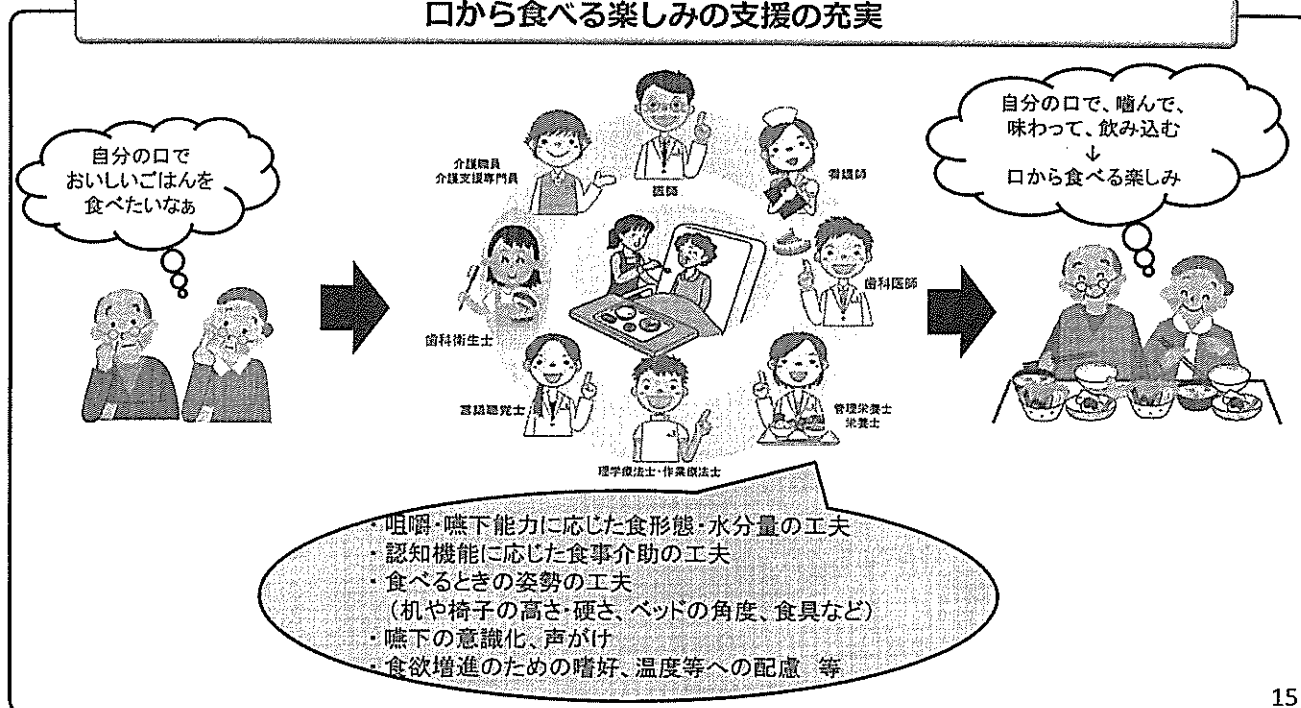 口から食べる楽しみの支援の充実
自分の口で
おいしいごはんを
食べたいなぁ
介護職員
介護支援専門員
医師
看護師
歯科医師
歯科衛生士
言語聴覚士
理学療法士・作業療法士
管理栄養士
栄養士
自分の口で、噛んで、
味わって、飲み込む
↓
口から食べる楽しみ
・咀嚼・嚥下能力に応じた食形態・水分量の工夫
・認知機能に応じた食事介助の工夫
・食べるときの姿勢の工夫
（机や椅子の高さ・硬さ、ベッドの角度、食具など）
・嚥下の意識化、声がけ
・食欲増進のための嗜好、温度等への配慮 等
15